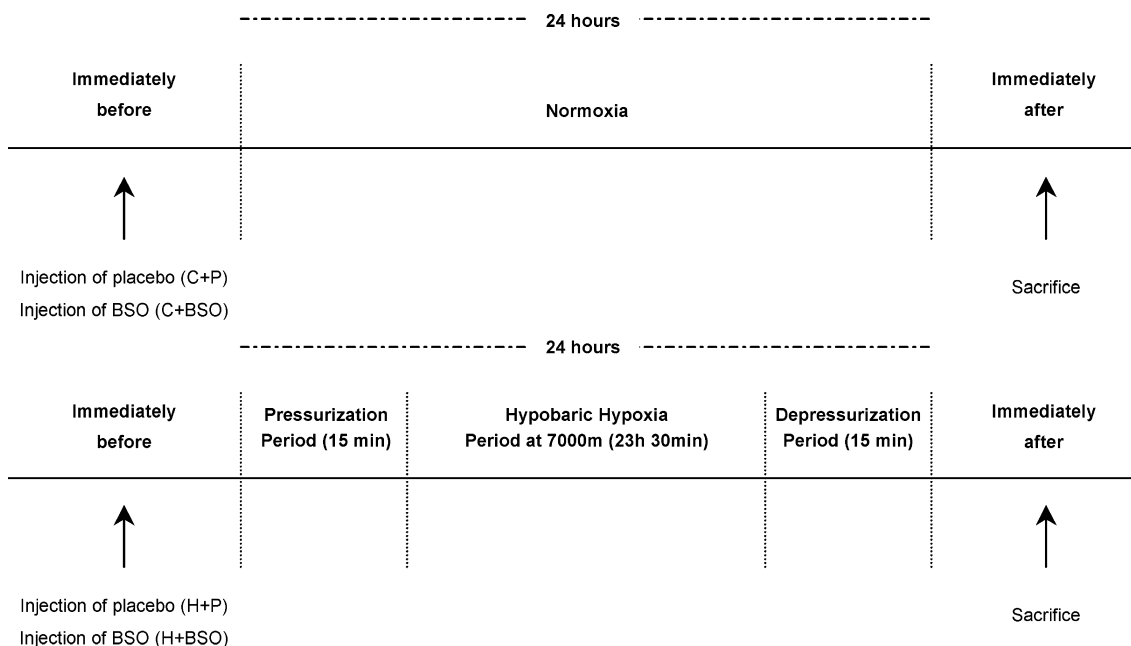 24 hours
Immediately
before
Normoxia
Immediately
after
Injection of placebo (C+P)
Injection of BSO (C+BSO)
Sacrifice
24 hours
Immediately
before
Pressurization
Period (15 min)
Hypobaric Hypoxia
Period at 7000m (23h 30min)
Depressurization
Period (15 min)
Immediately
after
Injection of placebo (H+P)
Injection of BSO (H+BSO)
Sacrifice